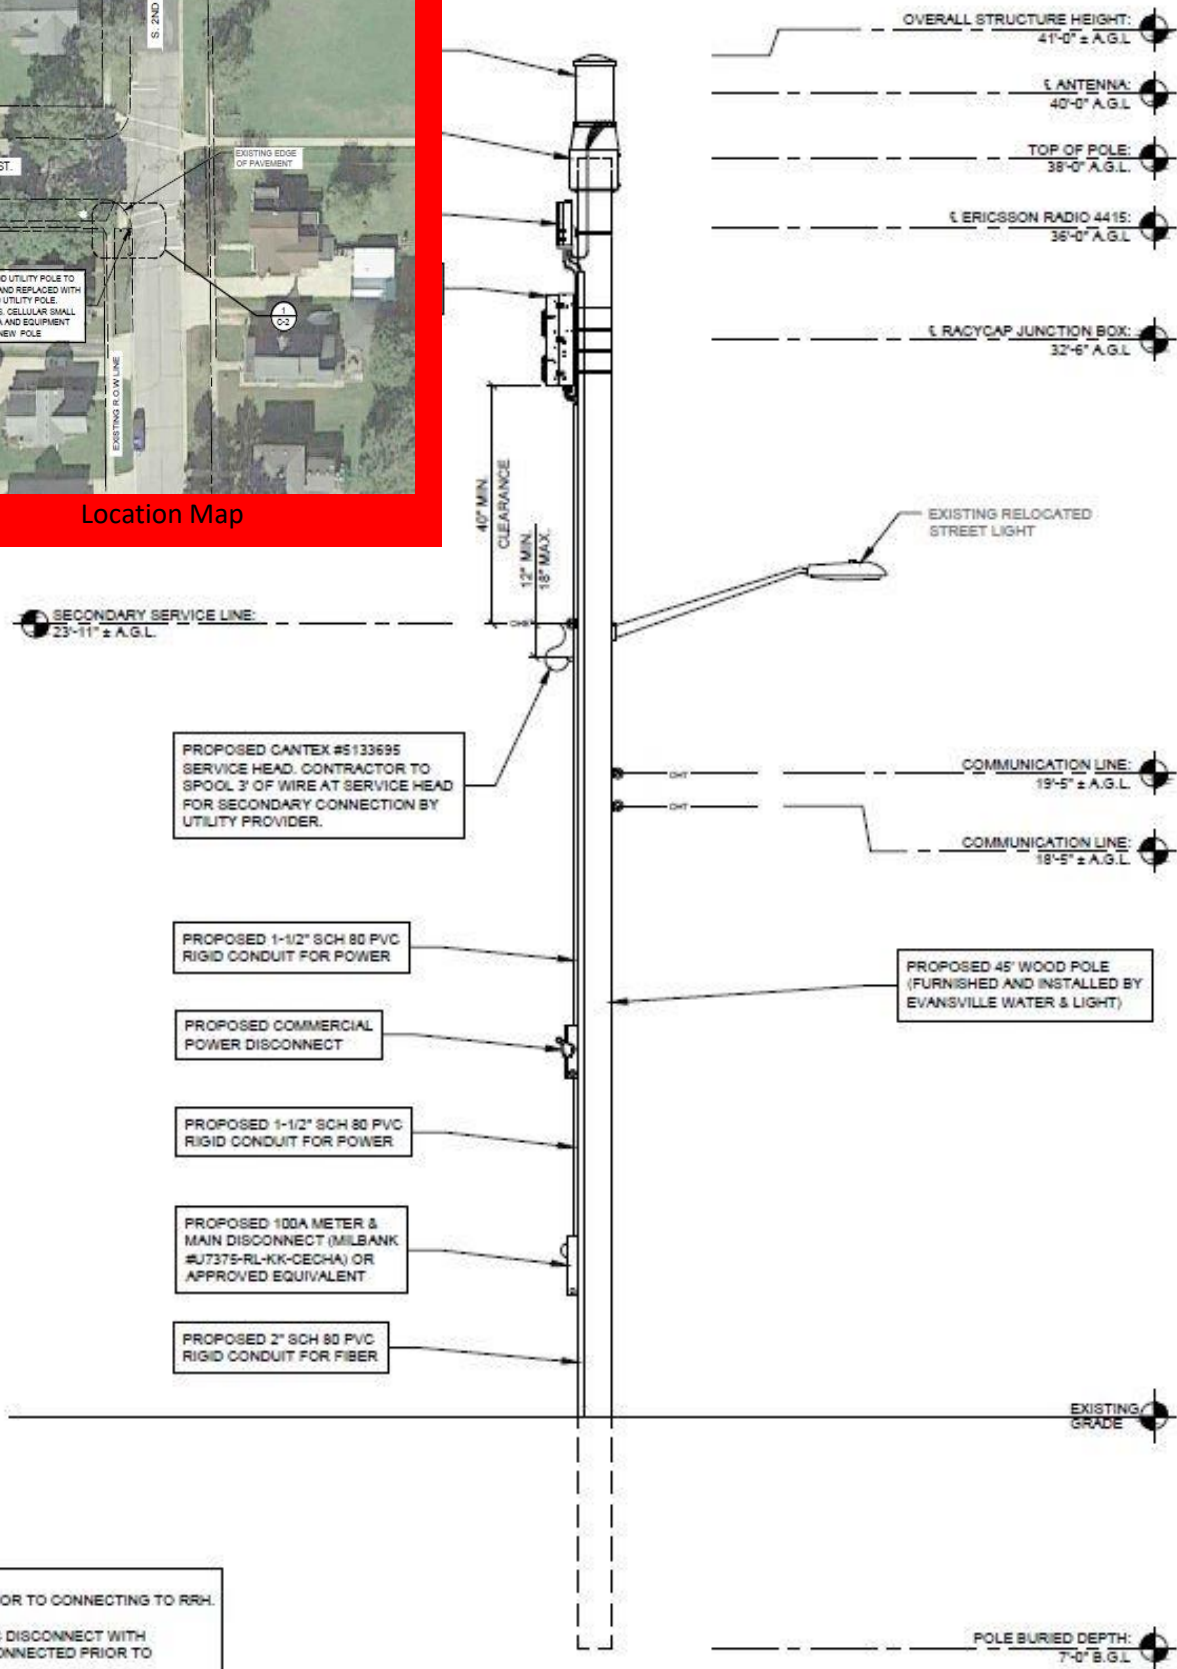 S. 2ND
ST.
EXISTING EDGE
OF PAVEMENT
UTILITY POLE TO
AND REPLACED WITH
UTILITY POLE.
CELLULAR SMALL
AND EQUIPMENT
NEW POLE
1
C-2
EXISTING R.O.W LINE
Location Map
OVERALL STRUCTURE HEIGHT:
41'-0" ± A.G.L
℄ ANTENNA:
40'-0" A.G.L
TOP OF POLE:
38'-0" A.G.L.
℄ ERICSSON RADIO 4415:
36'-0" A.G.L
℄ RACYCAP JUNCTION BOX:
32'-6" A.G.L
40" MIN.
CLEARANCE
12" MIN.
18" MAX.
EXISTING RELOCATED
STREET LIGHT
SECONDARY SERVICE LINE:
23'-11" ± A.G.L.
PROPOSED CANTEX #5133695
SERVICE HEAD. CONTRACTOR TO
SPOOL 3' OF WIRE AT SERVICE HEAD
FOR SECONDARY CONNECTION BY
UTILITY PROVIDER.
OHT
COMMUNICATION LINE:
19'-5" ± A.G.L.
OHT
COMMUNICATION LINE:
18'-5" ± A.G.L.
PROPOSED 1-1/2" SCH 80 PVC
RIGID CONDUIT FOR POWER
PROPOSED 45' WOOD POLE
(FURNISHED AND INSTALLED BY
EVANSVILLE WATER & LIGHT)
PROPOSED COMMERCIAL
POWER DISCONNECT
PROPOSED 1-1/2" SCH 80 PVC
RIGID CONDUIT FOR POWER
PROPOSED 100A METER &
MAIN DISCONNECT (MILBANK
#U7375-RL-KK-CECHA) OR
APPROVED EQUIVALENT
PROPOSED 2" SCH 80 PVC
RIGID CONDUIT FOR FIBER
EXISTING
GRADE
OR TO CONNECTING TO RRH.
DISCONNECT WITH
ONNECTED PRIOR TO
POLE BURIED DEPTH:
7'-0" B.G.L